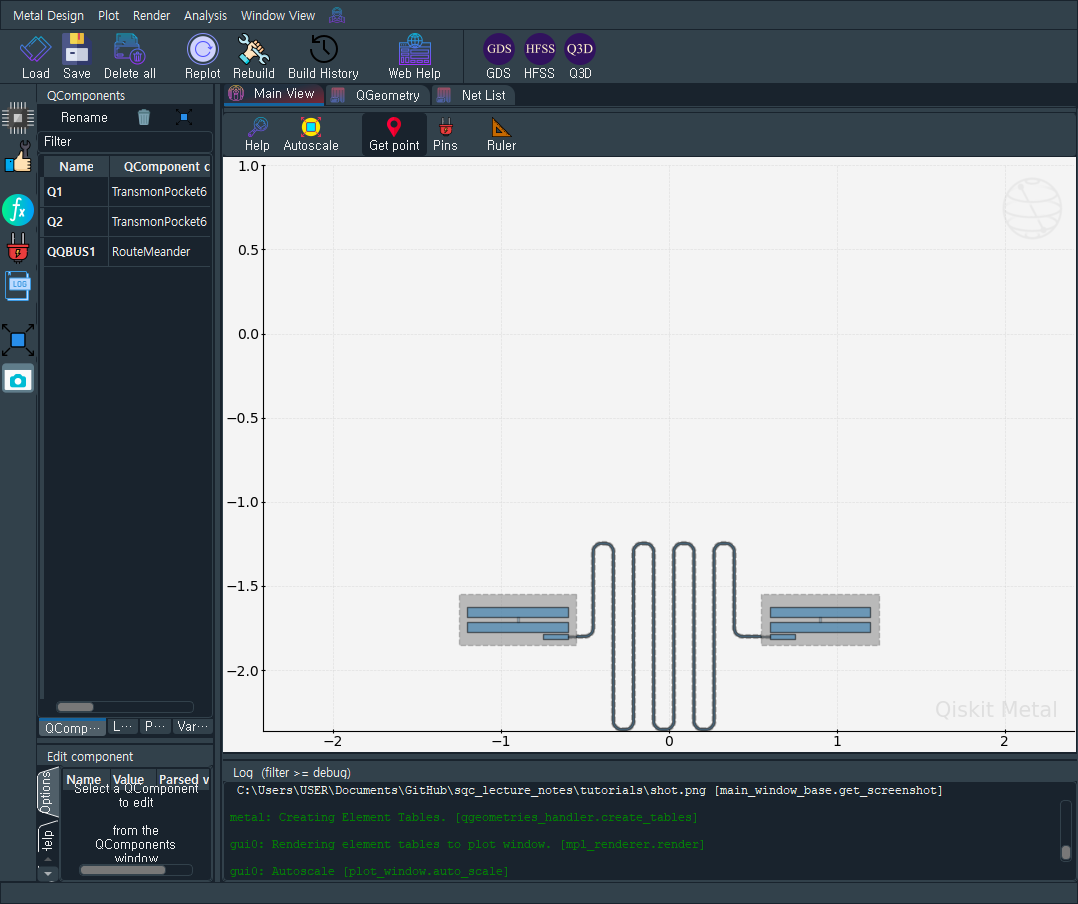 Metal Design Plot Render Analysis Window View
Load Save Delete all Replot Rebuild Build History Web Help GDS GDS HFSS HFSS Q3D Q3D
QComponents
Main View QGeometry Net List
Rename
Filter
Help Autoscale Get point Pins Ruler
Name QComponent c
Q1 TransmonPocket6
Q2 TransmonPocket6
QQBUS1 RouteMeander
fx
LOG
1.0
0.5
0.0
−0.5
−1.0
−1.5
−2.0
−2 −1 0 1 2
Qiskit Metal
QComp··· L··· P··· Var···
Edit component
Options
Help
Name Value Parsed v
Select a QComponent
to edit
from the
QComponents
window
Log (filter >= debug)
C:\Users\USER\Documents\GitHub\sqc_lecture_notes\tutorials\shot.png [main_window_base.get_screenshot]
metal: Creating Element Tables. [qgeometries_handler.create_tables]
gui0: Rendering element tables to plot window. [mpl_renderer.render]
gui0: Autoscale [plot_window.auto_scale]